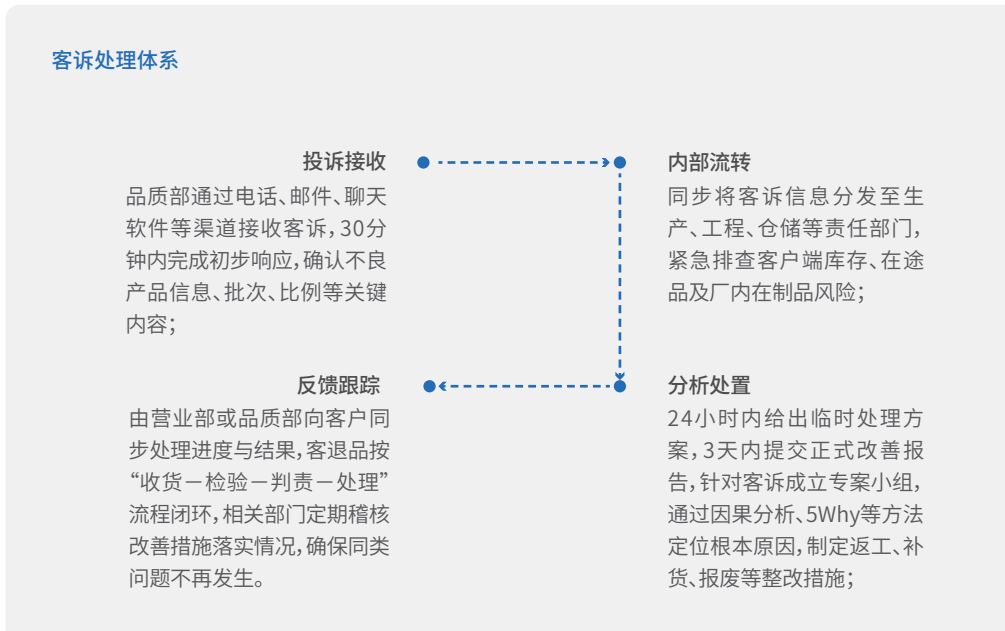 客诉处理体系
投诉接收
品质部通过电话、邮件、聊天
软件等渠道接收客诉，30分
钟内完成初步响应，确认不良
产品信息、批次、比例等关键
内容；
内部流转
同步将客诉信息分发至生
产、工程、仓储等责任部门，
紧急排查客户端库存、在途
品及厂内在制品风险；
分析处置
24小时内给出临时处理方
案，3天内提交正式改善报
告，针对客诉成立专案小组，
通过因果分析、5Why等方法
定位根本原因，制定返工、补
货、报废等整改措施；
反馈跟踪
由营业部或品质部向客户同
步处理进度与结果，客退品按
“收货－检验－判责－处理”
流程闭环，相关部门定期稽核
改善措施落实情况，确保同类
问题不再发生。